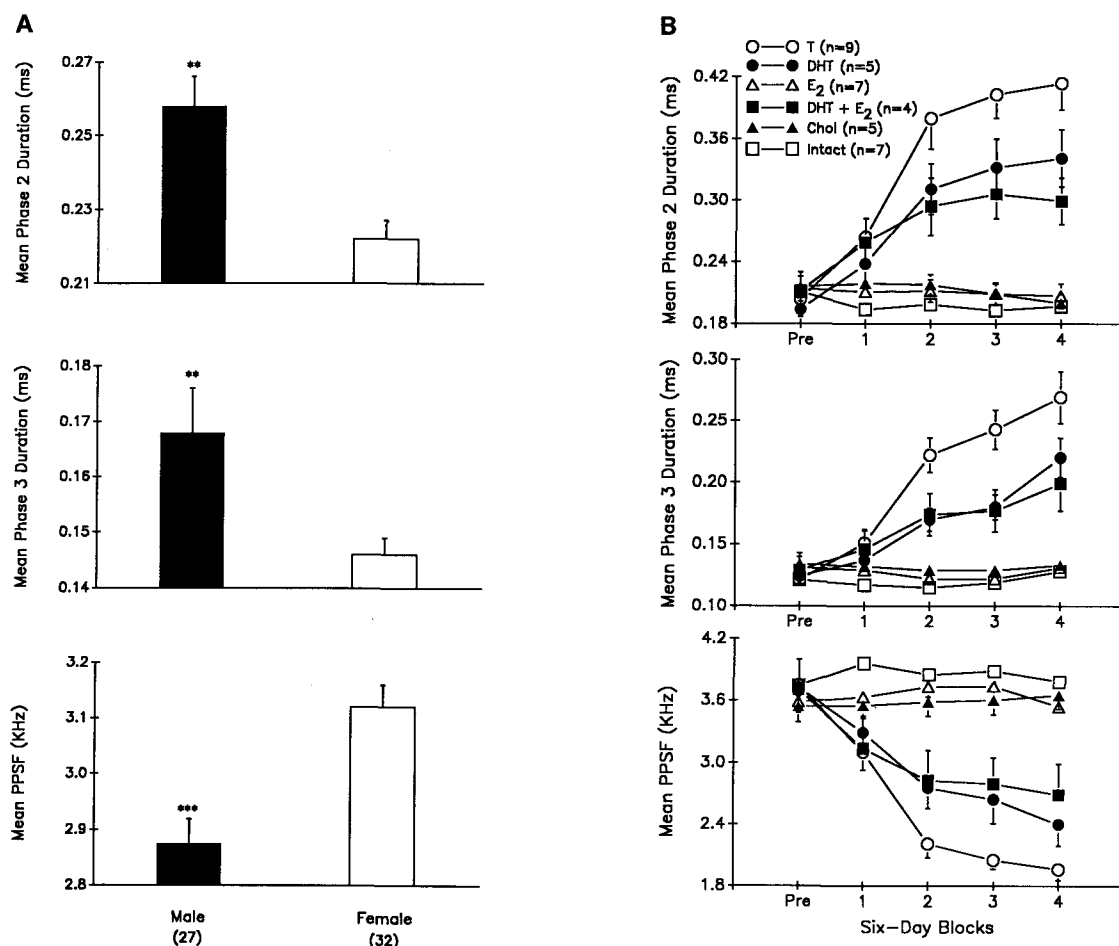 A
Mean Phase 2 Duration (ms)
0.27
0.25
0.23
0.21
**
Mean Phase 3 Duration (ms)
0.18
0.17
0.16
0.15
0.14
**
Mean PPSF (KHz)
3.2
3.1
3.0
2.9
2.8
***
Male
(27)
Female
(32)
B
T (n=9)
DHT (n=5)
E2 (n=7)
DHT + E2 (n=4)
Chol (n=5)
Intact (n=7)
Mean Phase 2 Duration (ms)
0.42
0.36
0.30
0.24
0.18
Pre 1 2 3 4
Mean Phase 3 Duration (ms)
0.30
0.25
0.20
0.15
0.10
Pre 1 2 3 4
Mean PPSF (KHz)
4.2
3.6
3.0
2.4
1.8
Pre 1 2 3 4
Six-Day Blocks